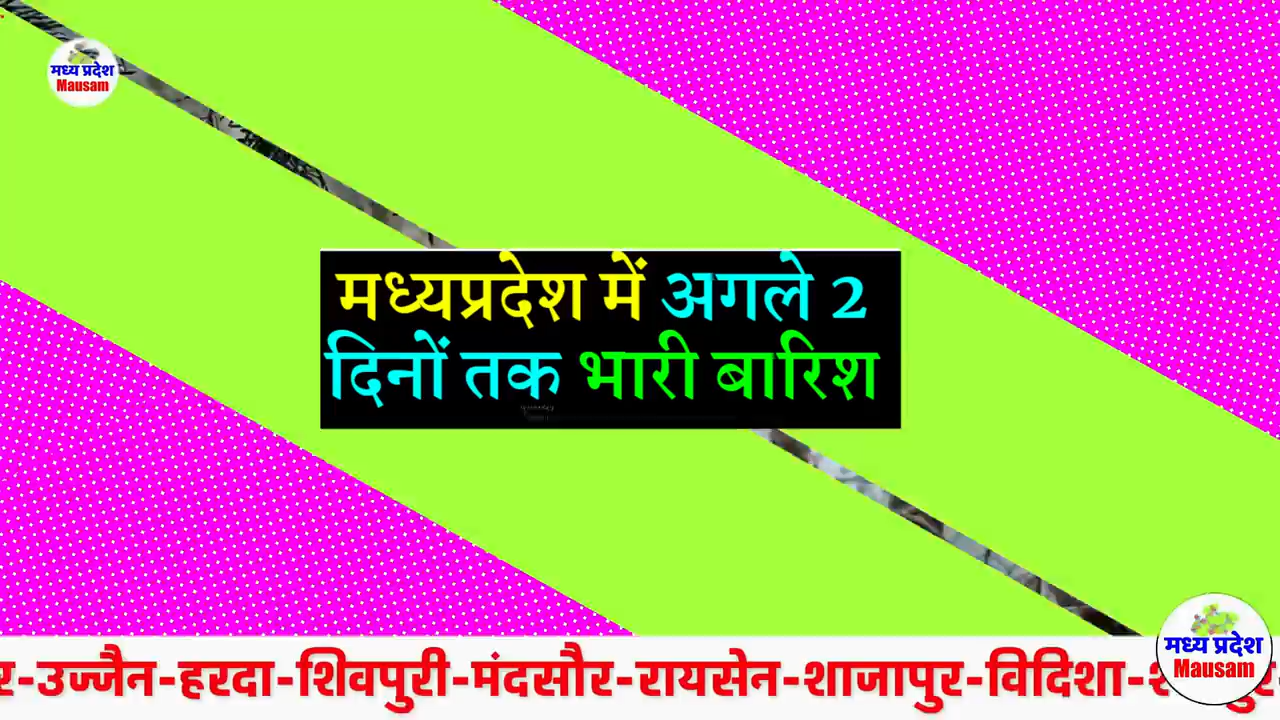 मध्य प्रदेश
Mausam
मध्यप्रदेश में अगले 2
दिनों तक भारी बारिश
-उज्जैन-हरदा-शिवपुरी-मंदसौर-रायसेन-शाजापुर-विदिशा-
मध्य प्रदेश
Mausam